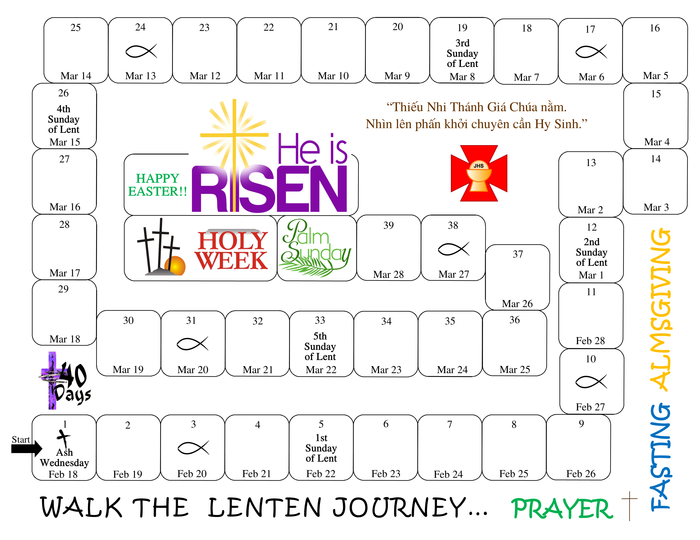 25 24 23 22 21 20 19 18 17 16
3rd
Sunday
of Lent
Mar 14 Mar 13 Mar 12 Mar 11 Mar 10 Mar 9 Mar 8 Mar 7 Mar 6 Mar 5
26
4th
Sunday
of Lent
Mar 15
15
Mar 4
“Thiếu Nhi Thánh Giá Chúa nằm.
Nhìn lên phấn khởi chuyên cần Hy Sinh.”
He is
RISEN
HAPPY
EASTER!!
JHS
27
Mar 16
14
Mar 3
13
Mar 2
28
Mar 17
HOLY
WEEK
Palm
Sunday
39
Mar 28
38
Mar 27
37
Mar 26
12
2nd
Sunday
of Lent
Mar 1
29
Mar 18
11
Feb 28
30 31 32 33 34 35 36
5th
Sunday
of Lent
Mar 19 Mar 20 Mar 21 Mar 22 Mar 23 Mar 24 Mar 25
10
Feb 27
40
Days
Start
1 2 3 4 5 6 7 8 9
Ash
Wednesday
1st
Sunday
of Lent
Feb 18 Feb 19 Feb 20 Feb 21 Feb 22 Feb 23 Feb 24 Feb 25 Feb 26
WALK THE LENTEN JOURNEY... PRAYER
FASTING ALMSGIVING